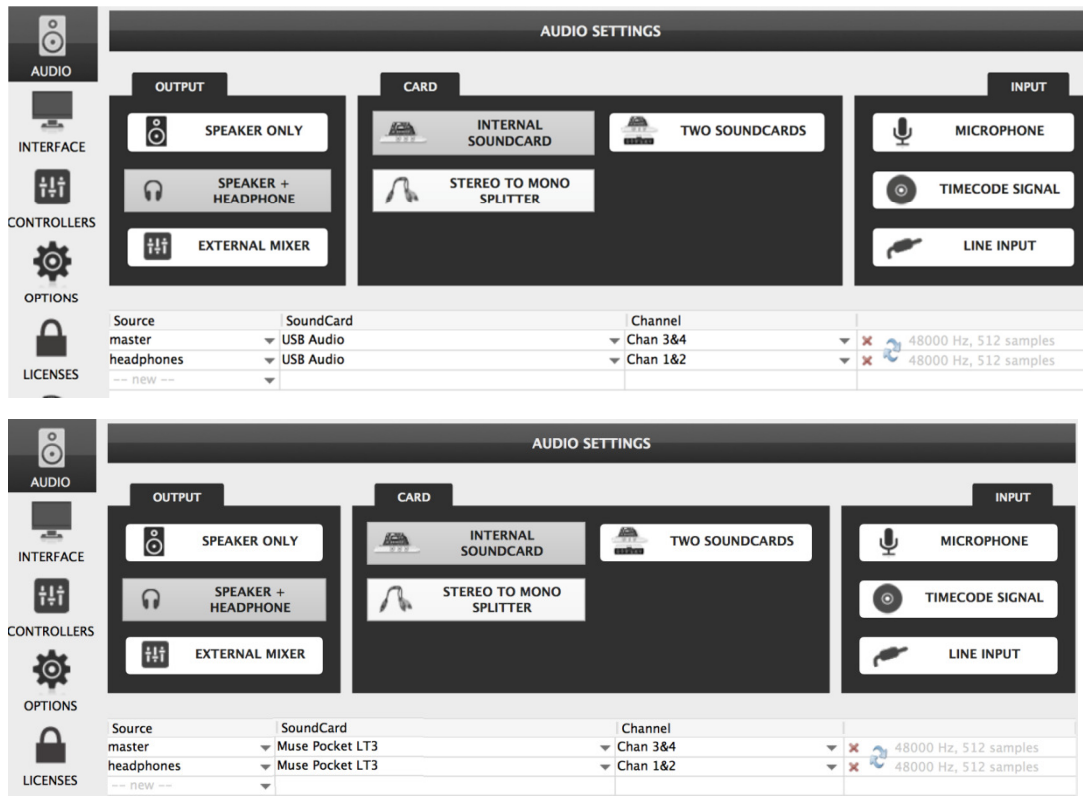 AUDIO SETTINGS
AUDIO
OUTPUT
CARD
INPUT
SPEAKER ONLY
INTERNAL
SOUNDCARD
TWO SOUNDCARDS
MICROPHONE
INTERFACE
SPEAKER +
HEADPHONE
STEREO TO MONO
SPLITTER
TIMECODE SIGNAL
CONTROLLERS
EXTERNAL MIXER
LINE INPUT
OPTIONS
Source SoundCard Channel
master USB Audio Chan 3&4 48000 Hz, 512 samples
headphones USB Audio Chan 1&2 48000 Hz, 512 samples
LICENSES
-- new --
AUDIO SETTINGS
AUDIO
OUTPUT
CARD
INPUT
SPEAKER ONLY
INTERNAL
SOUNDCARD
TWO SOUNDCARDS
MICROPHONE
INTERFACE
SPEAKER +
HEADPHONE
STEREO TO MONO
SPLITTER
TIMECODE SIGNAL
CONTROLLERS
EXTERNAL MIXER
LINE INPUT
OPTIONS
Source SoundCard Channel
master Muse Pocket LT3 Chan 3&4 48000 Hz, 512 samples
headphones Muse Pocket LT3 Chan 1&2 48000 Hz, 512 samples
LICENSES
-- new --